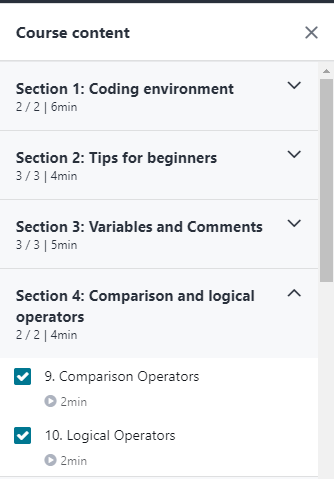 Course content
Section 1: Coding environment
2 / 2 | 6min
Section 2: Tips for beginners
3 / 3 | 4min
Section 3: Variables and Comments
3 / 3 | 5min
Section 4: Comparison and logical
operators
2 / 2 | 4min
9. Comparison Operators
2min
10. Logical Operators
2min